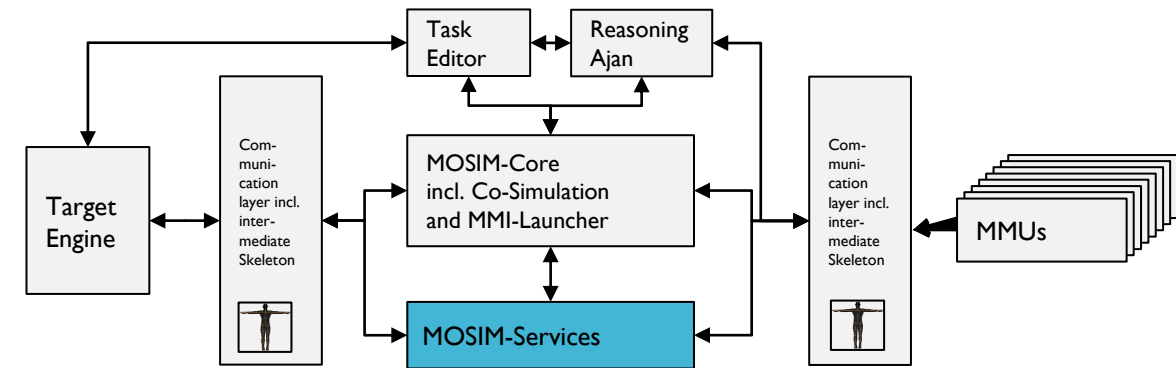 Task
Editor
Reasoning
Ajan
Target
Engine
Com-
muni-
cation
layer incl.
inter-
mediate
Skeleton
MOSIM-Core
incl. Co-Simulation
and MMI-Launcher
MOSIM-Services
Com-
muni-
cation
layer incl.
inter-
mediate
Skeleton
MMUs